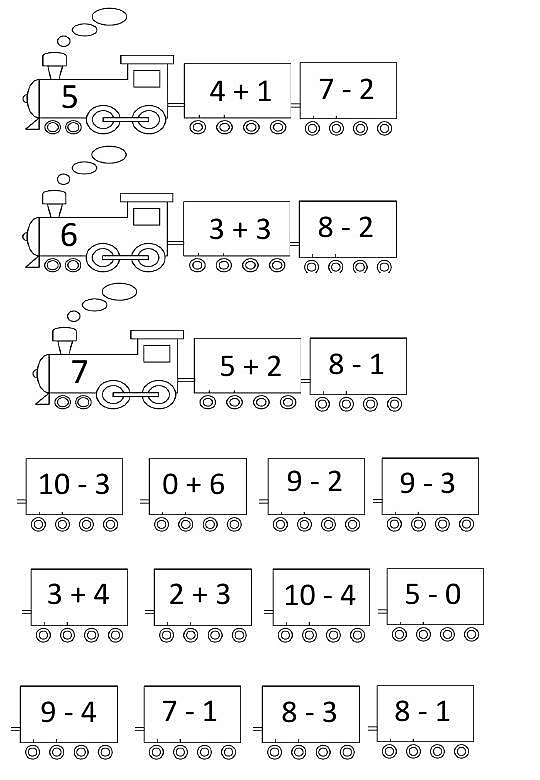 5 4 + 1 7 - 2
6 3 + 3 8 - 2
7 5 + 2 8 - 1
10 - 3 0 + 6 9 - 2 9 - 3
3 + 4 2 + 3 10 - 4 5 - 0
9 - 4 7 - 1 8 - 3 8 - 1